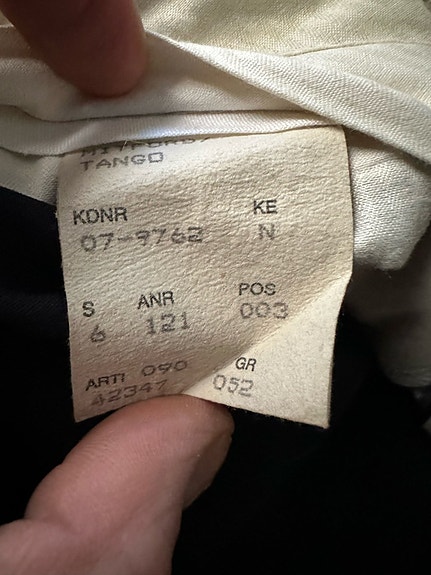 TANGO
KDNR KE
07-9762 N
S ANR POS
6 121 003
ARTI 090 GR
42347 052